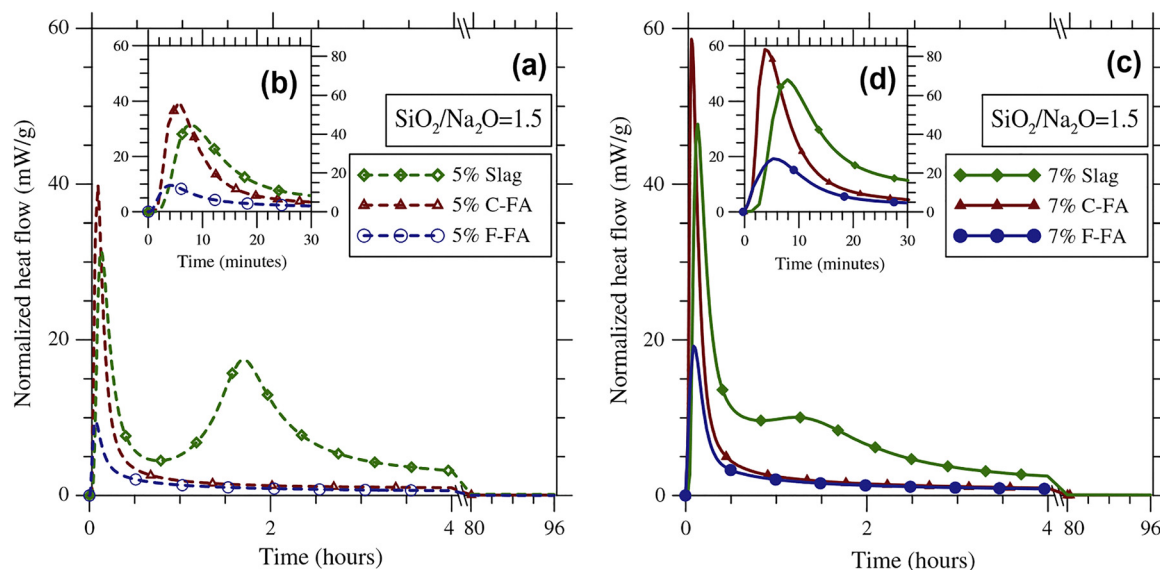 60
40
20
0
Normalized heat flow (mW/g)
0
2
4
80
96
Time (hours)
(a)
SiO2/Na2O=1.5
5% Slag
5% C-FA
5% F-FA
(b)
60
40
20
0
80
60
40
20
0
0
10
20
30
Time (minutes)
60
40
20
0
Normalized heat flow (mW/g)
0
2
4
80
96
Time (hours)
(c)
SiO2/Na2O=1.5
7% Slag
7% C-FA
7% F-FA
(d)
60
40
20
0
80
60
40
20
0
0
10
20
30
Time (minutes)